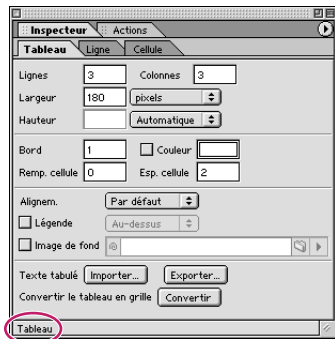 Inspecteur Actions
Tableau Ligne Cellule
Lignes 3 Colonnes 3
Largeur 180 pixels
Hauteur Automatique
Bord 1 Couleur
Remp. cellule 0 Esp. cellule 2
Alignem. Par défaut
Légende Au-dessus
Image de fond
Texte tabulé Importer... Exporter...
Convertir le tableau en grille Convertir
Tableau